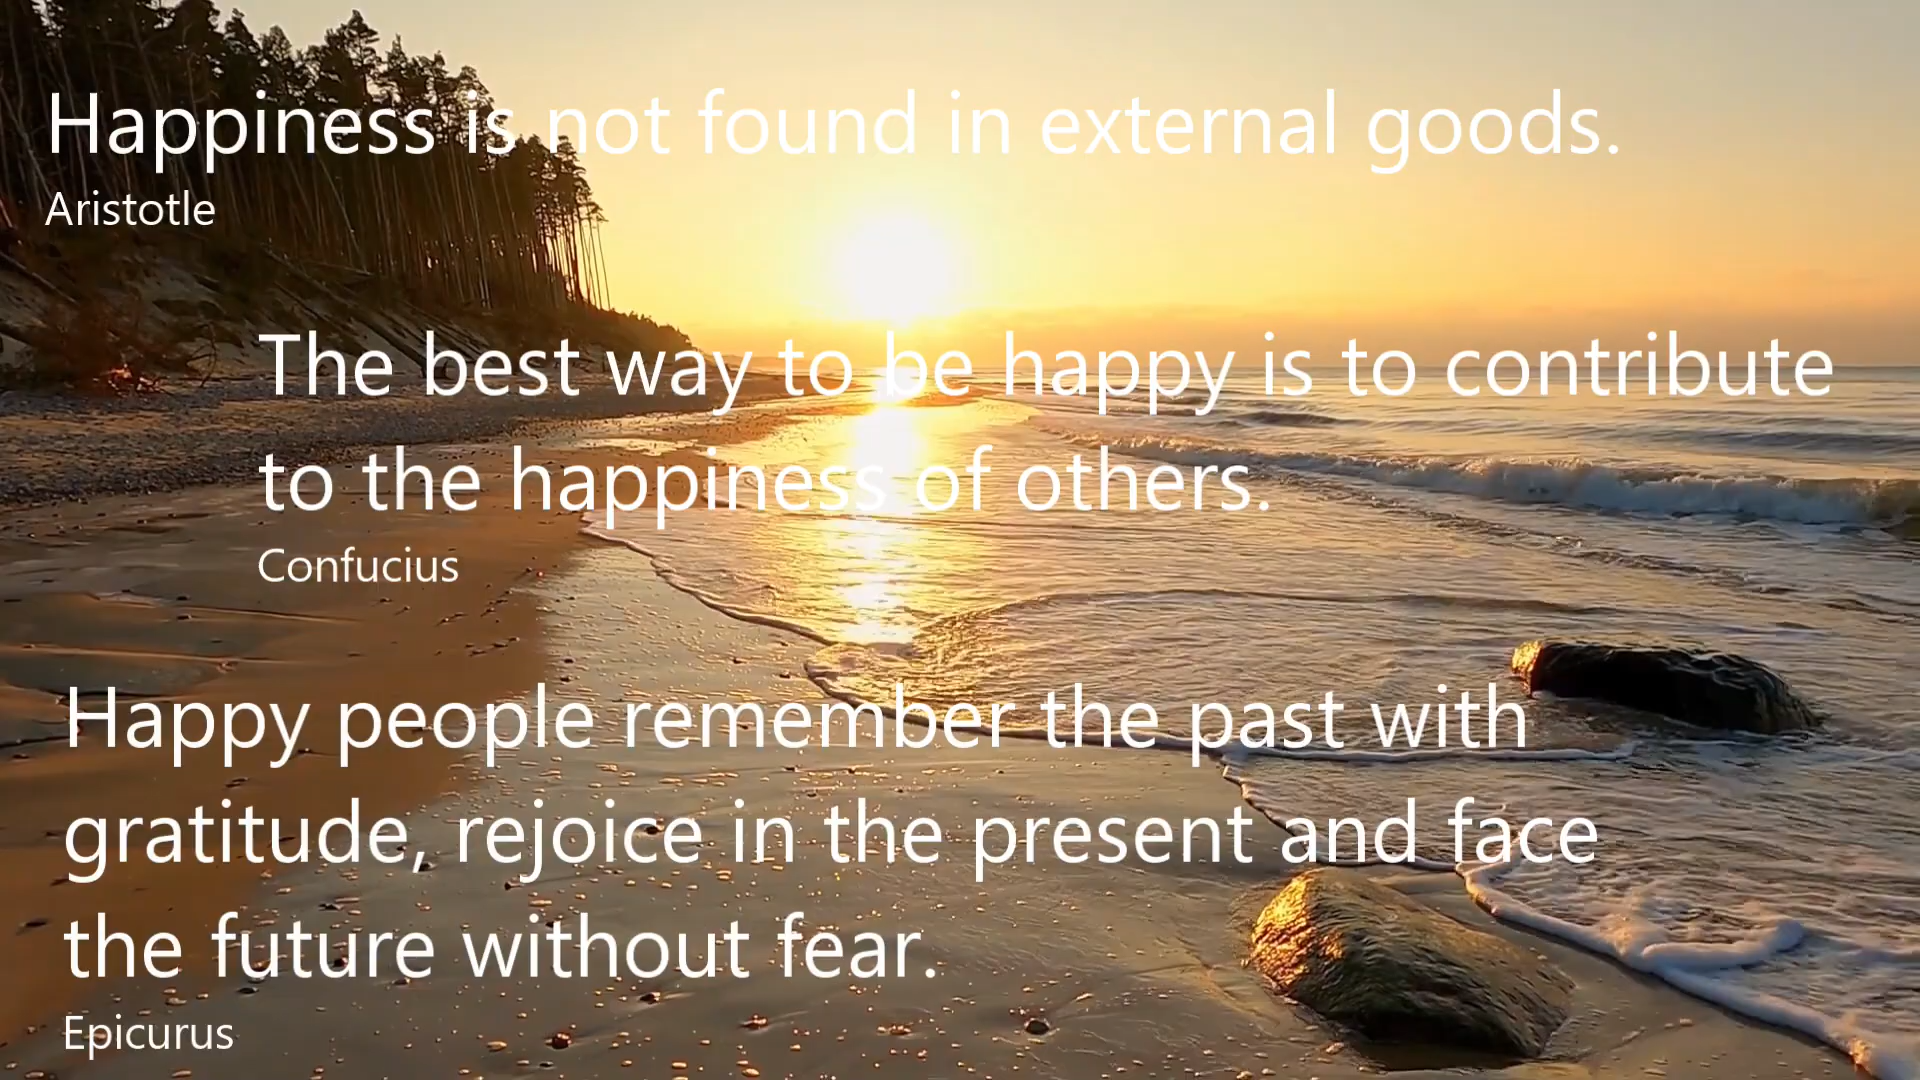 Happiness is not found in external goods.
Aristotle
The best way to be happy is to contribute
to the happiness of others.
Confucius
Happy people remember the past with
gratitude, rejoice in the present and face
the future without fear.
Epicurus